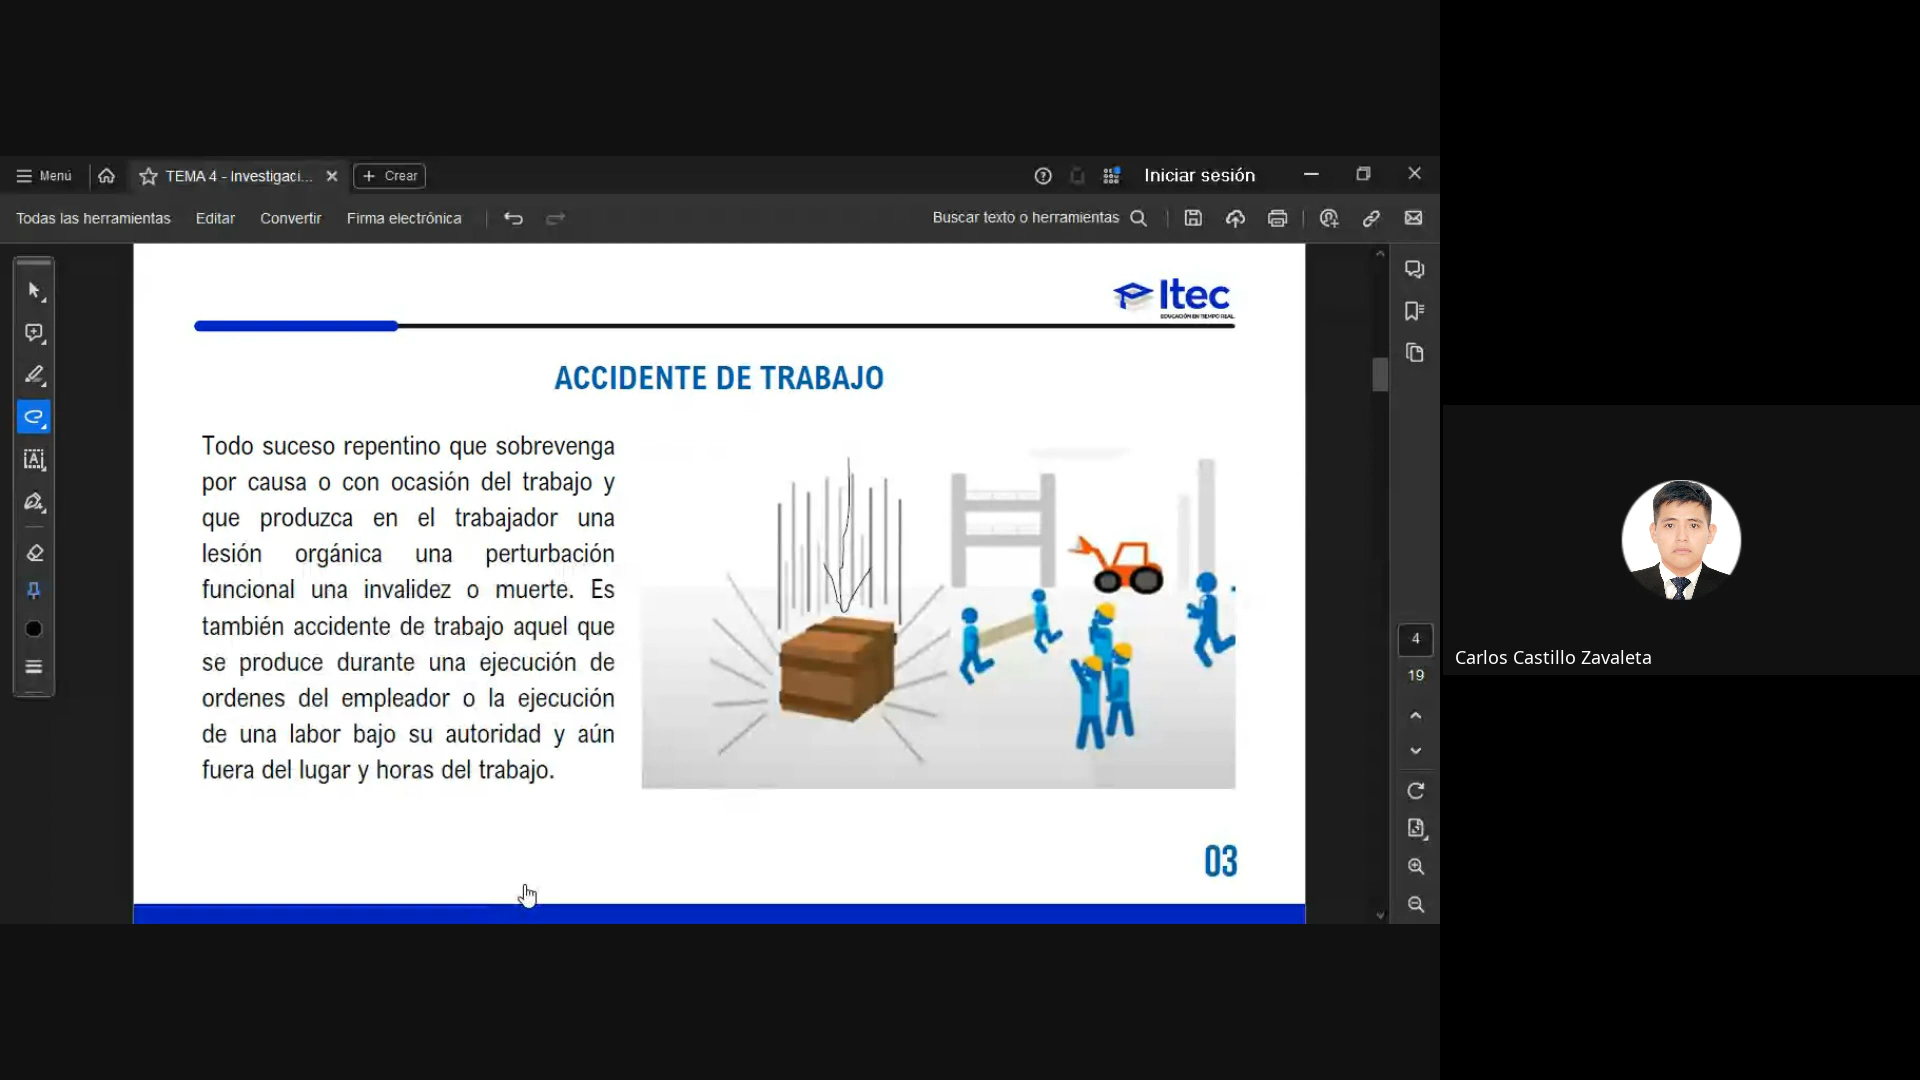 Menú
TEMA 4 - Investigaci...
Crear
Iniciar sesión
Todas las herramientas
Editar
Convertir
Firma electrónica
Buscar texto o herramientas
Itec
EDUCACIÓN EN TIEMPO REAL
ACCIDENTE DE TRABAJO
Todo suceso repentino que sobrevenga
por causa o con ocasión del trabajo y
que produzca en el trabajador una
lesión orgánica una perturbación
funcional una invalidez o muerte. Es
también accidente de trabajo aquel que
se produce durante una ejecución de
ordenes del empleador o la ejecución
de una labor bajo su autoridad y aún
fuera del lugar y horas del trabajo.
03
4
19
Carlos Castillo Zavaleta